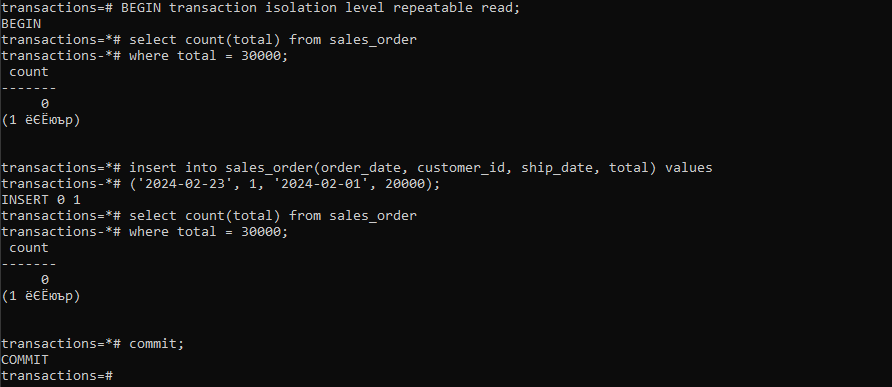 transactions=# BEGIN transaction isolation level repeatable read;
BEGIN
transactions=*# select count(total) from sales_order
transactions-*# where total = 30000;
 count
-------
     0
(1 ёЄЁюър)
transactions=*# insert into sales_order(order_date, customer_id, ship_date, total) values
transactions-*# ('2024-02-23', 1, '2024-02-01', 20000);
INSERT 0 1
transactions=*# select count(total) from sales_order
transactions-*# where total = 30000;
 count
-------
     0
(1 ёЄЁюър)
transactions=*# commit;
COMMIT
transactions=#